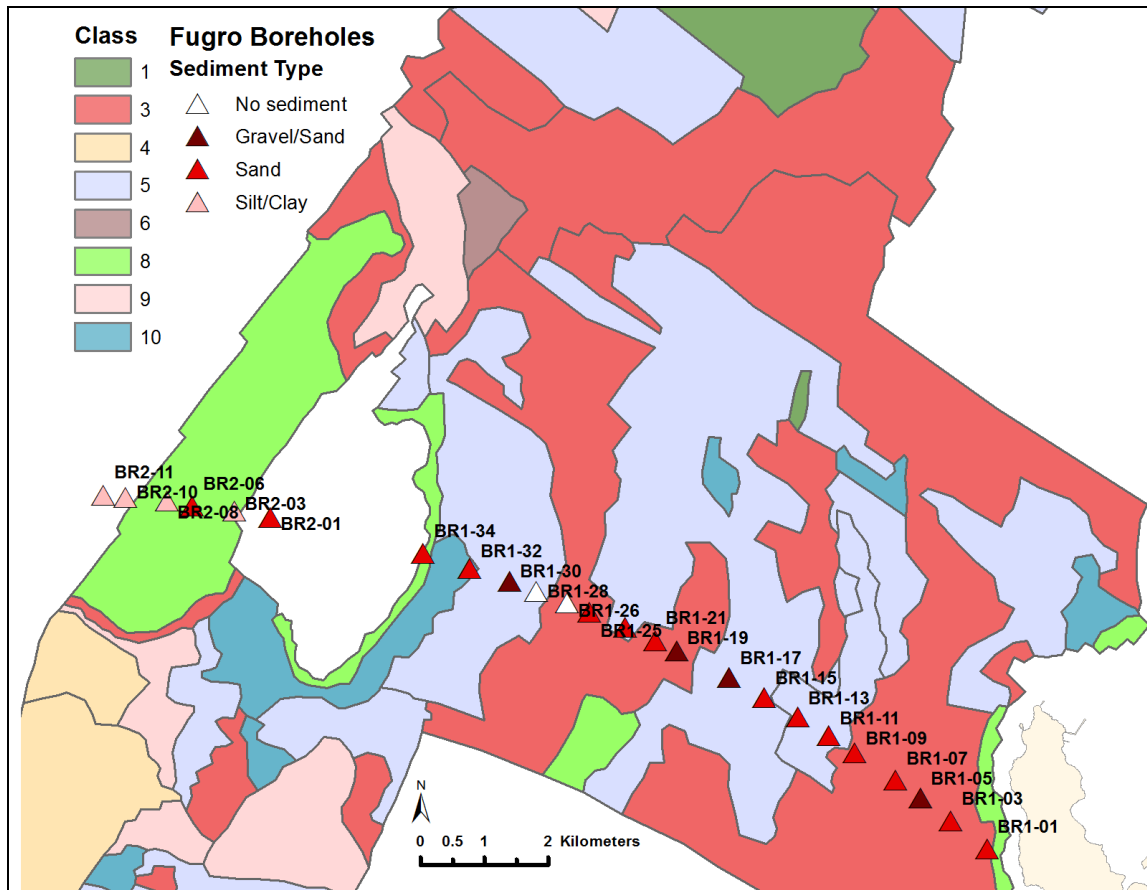 Class
1
3
4
5
6
8
9
10
Fugro Boreholes
Sediment Type
No sediment
Gravel/Sand
Sand
Silt/Clay
BR2-11
BR2-10
BR2-08
BR2-06
BR2-03
BR2-01
BR1-34
BR1-32
BR1-30
BR1-28
BR1-26
BR1-25
BR1-21
BR1-19
BR1-17
BR1-15
BR1-13
BR1-11
BR1-09
BR1-07
BR1-05
BR1-03
BR1-01
N
0 0.5 1 2 Kilometers